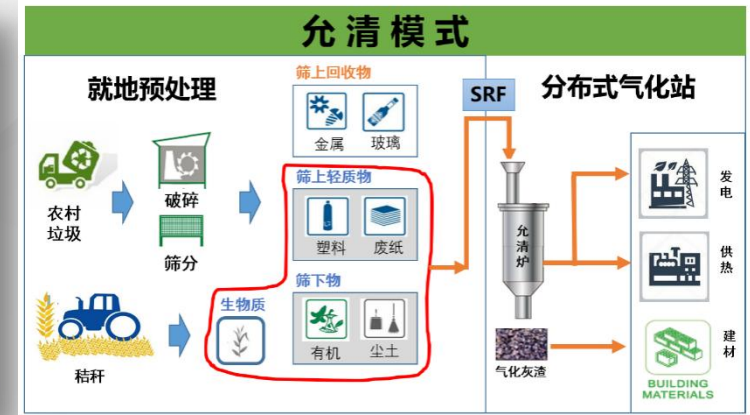 允清模式
就地预处理
农村
垃圾
破碎
筛分
秸秆
生物质
筛上回收物
金属
玻璃
筛上轻质物
塑料
废纸
筛下物
有机
尘土
SRF
分布式气化站
允
清
炉
气化灰渣
发
电
供
热
建
材
BUILDING
MATERIALS